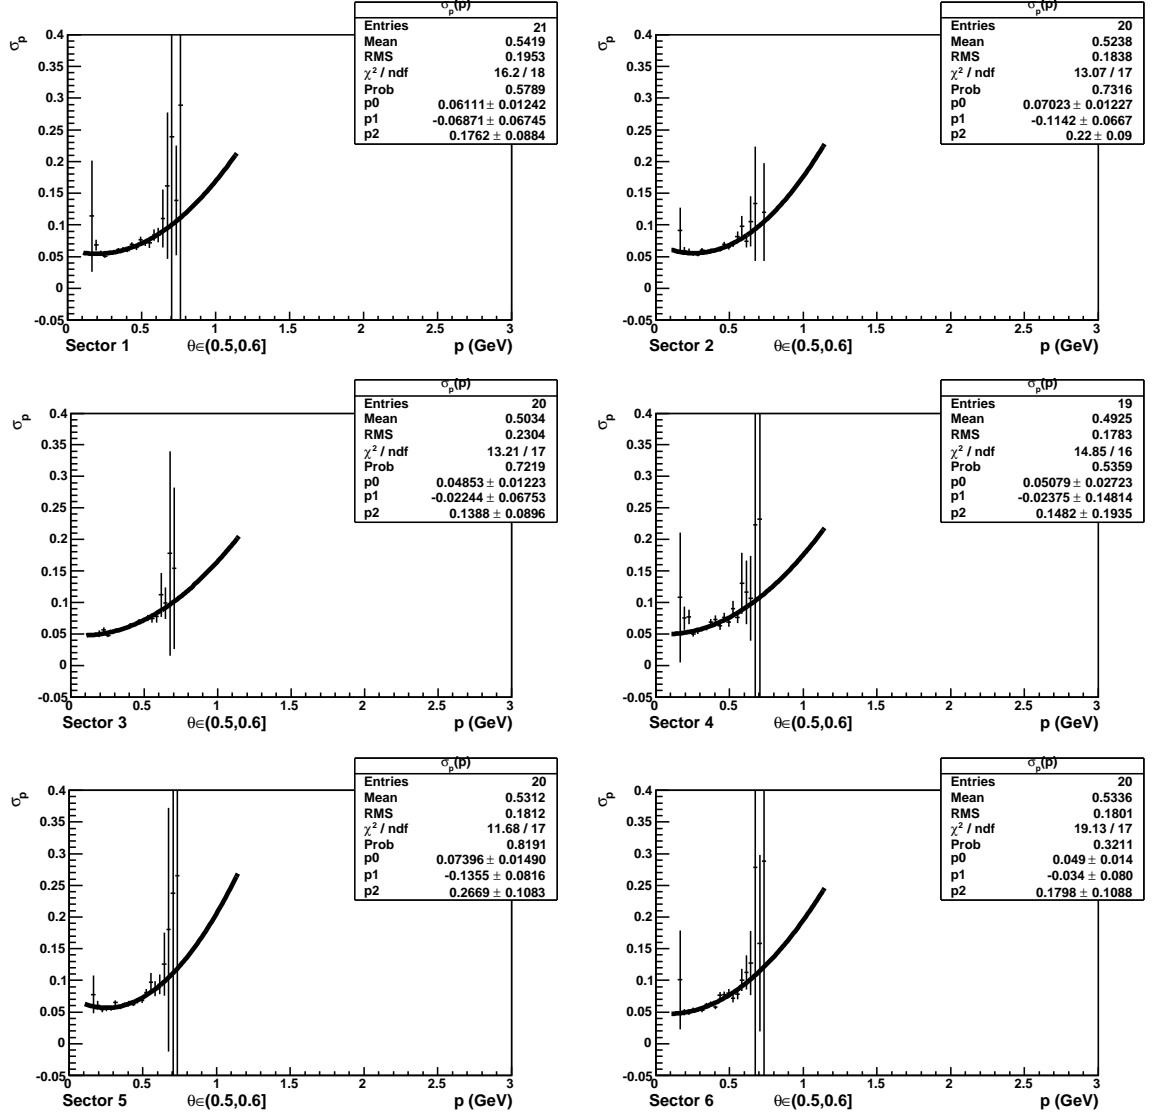 σp(p)
Entries 21
Mean 0.5419
RMS 0.1953
χ² / ndf 16.2 / 18
Prob 0.5789
p0 0.06111 ± 0.01242
p1 -0.06871 ± 0.06745
p2 0.1762 ± 0.0884
σp
0.4
0.35
0.3
0.25
0.2
0.15
0.1
0.05
0
-0.05
0 0.5 1 1.5 2 2.5 3
Sector 1 θ∈(0.5,0.6] p (GeV)
σp(p)
Entries 20
Mean 0.5238
RMS 0.1838
χ² / ndf 13.07 / 17
Prob 0.7316
p0 0.07023 ± 0.01227
p1 -0.1142 ± 0.0667
p2 0.22 ± 0.09
σp
0.4
0.35
0.3
0.25
0.2
0.15
0.1
0.05
0
-0.05
0 0.5 1 1.5 2 2.5 3
Sector 2 θ∈(0.5,0.6] p (GeV)
σp(p)
Entries 20
Mean 0.5034
RMS 0.2304
χ² / ndf 13.21 / 17
Prob 0.7219
p0 0.04853 ± 0.01223
p1 -0.02244 ± 0.06753
p2 0.1388 ± 0.0896
σp
0.4
0.35
0.3
0.25
0.2
0.15
0.1
0.05
0
-0.05
0 0.5 1 1.5 2 2.5 3
Sector 3 θ∈(0.5,0.6] p (GeV)
σp(p)
Entries 19
Mean 0.4925
RMS 0.1783
χ² / ndf 14.85 / 16
Prob 0.5359
p0 0.05079 ± 0.02723
p1 -0.02375 ± 0.14814
p2 0.1482 ± 0.1935
σp
0.4
0.35
0.3
0.25
0.2
0.15
0.1
0.05
0
-0.05
0 0.5 1 1.5 2 2.5 3
Sector 4 θ∈(0.5,0.6] p (GeV)
σp(p)
Entries 20
Mean 0.5312
RMS 0.1812
χ² / ndf 11.68 / 17
Prob 0.8191
p0 0.07396 ± 0.01490
p1 -0.1355 ± 0.0816
p2 0.2669 ± 0.1083
σp
0.4
0.35
0.3
0.25
0.2
0.15
0.1
0.05
0
-0.05
0 0.5 1 1.5 2 2.5 3
Sector 5 θ∈(0.5,0.6] p (GeV)
σp(p)
Entries 20
Mean 0.5336
RMS 0.1801
χ² / ndf 19.13 / 17
Prob 0.3211
p0 0.049 ± 0.014
p1 -0.034 ± 0.080
p2 0.1798 ± 0.1088
σp
0.4
0.35
0.3
0.25
0.2
0.15
0.1
0.05
0
-0.05
0 0.5 1 1.5 2 2.5 3
Sector 6 θ∈(0.5,0.6] p (GeV)